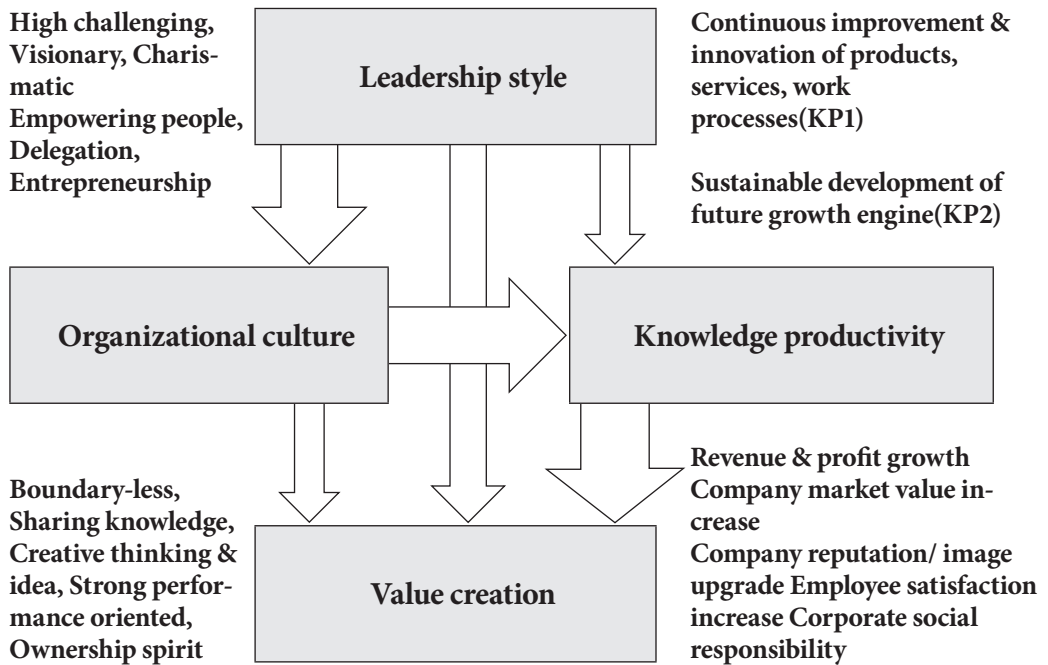 High challenging,
Visionary, Charis-
matic
Empowering people,
Delegation,
Entrepreneurship
Leadership style
Continuous improvement &
innovation of products,
services, work
processes(KP1)
Sustainable development of
future growth engine(KP2)
Organizational culture
Knowledge productivity
Boundary-less,
Sharing knowledge,
Creative thinking &
idea, Strong perfor-
mance oriented,
Ownership spirit
Value creation
Revenue & profit growth
Company market value in-
crease
Company reputation/ image
upgrade Employee satisfaction
increase Corporate social
responsibility